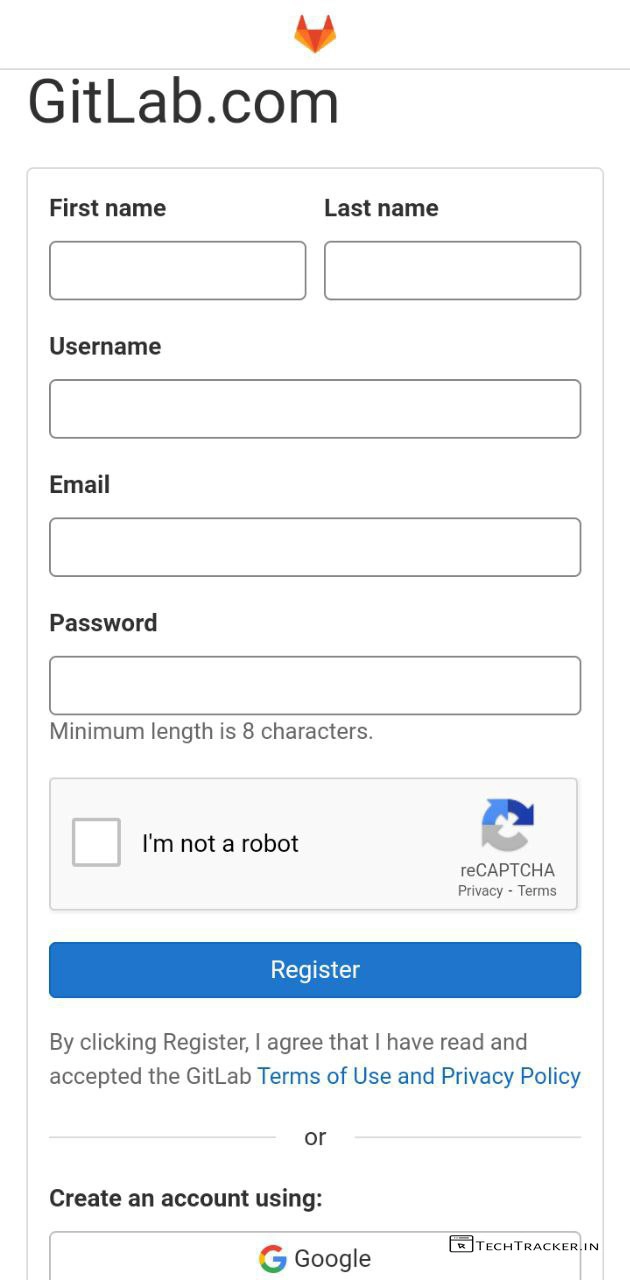 GitLab.com
First name Last name
Username
Email
Password
Minimum length is 8 characters.
I'm not a robot
reCAPTCHA
Privacy - Terms
Register
By clicking Register, I agree that I have read and
accepted the GitLab Terms of Use and Privacy Policy
or
Create an account using:
Google
TECHTRACKER.IN